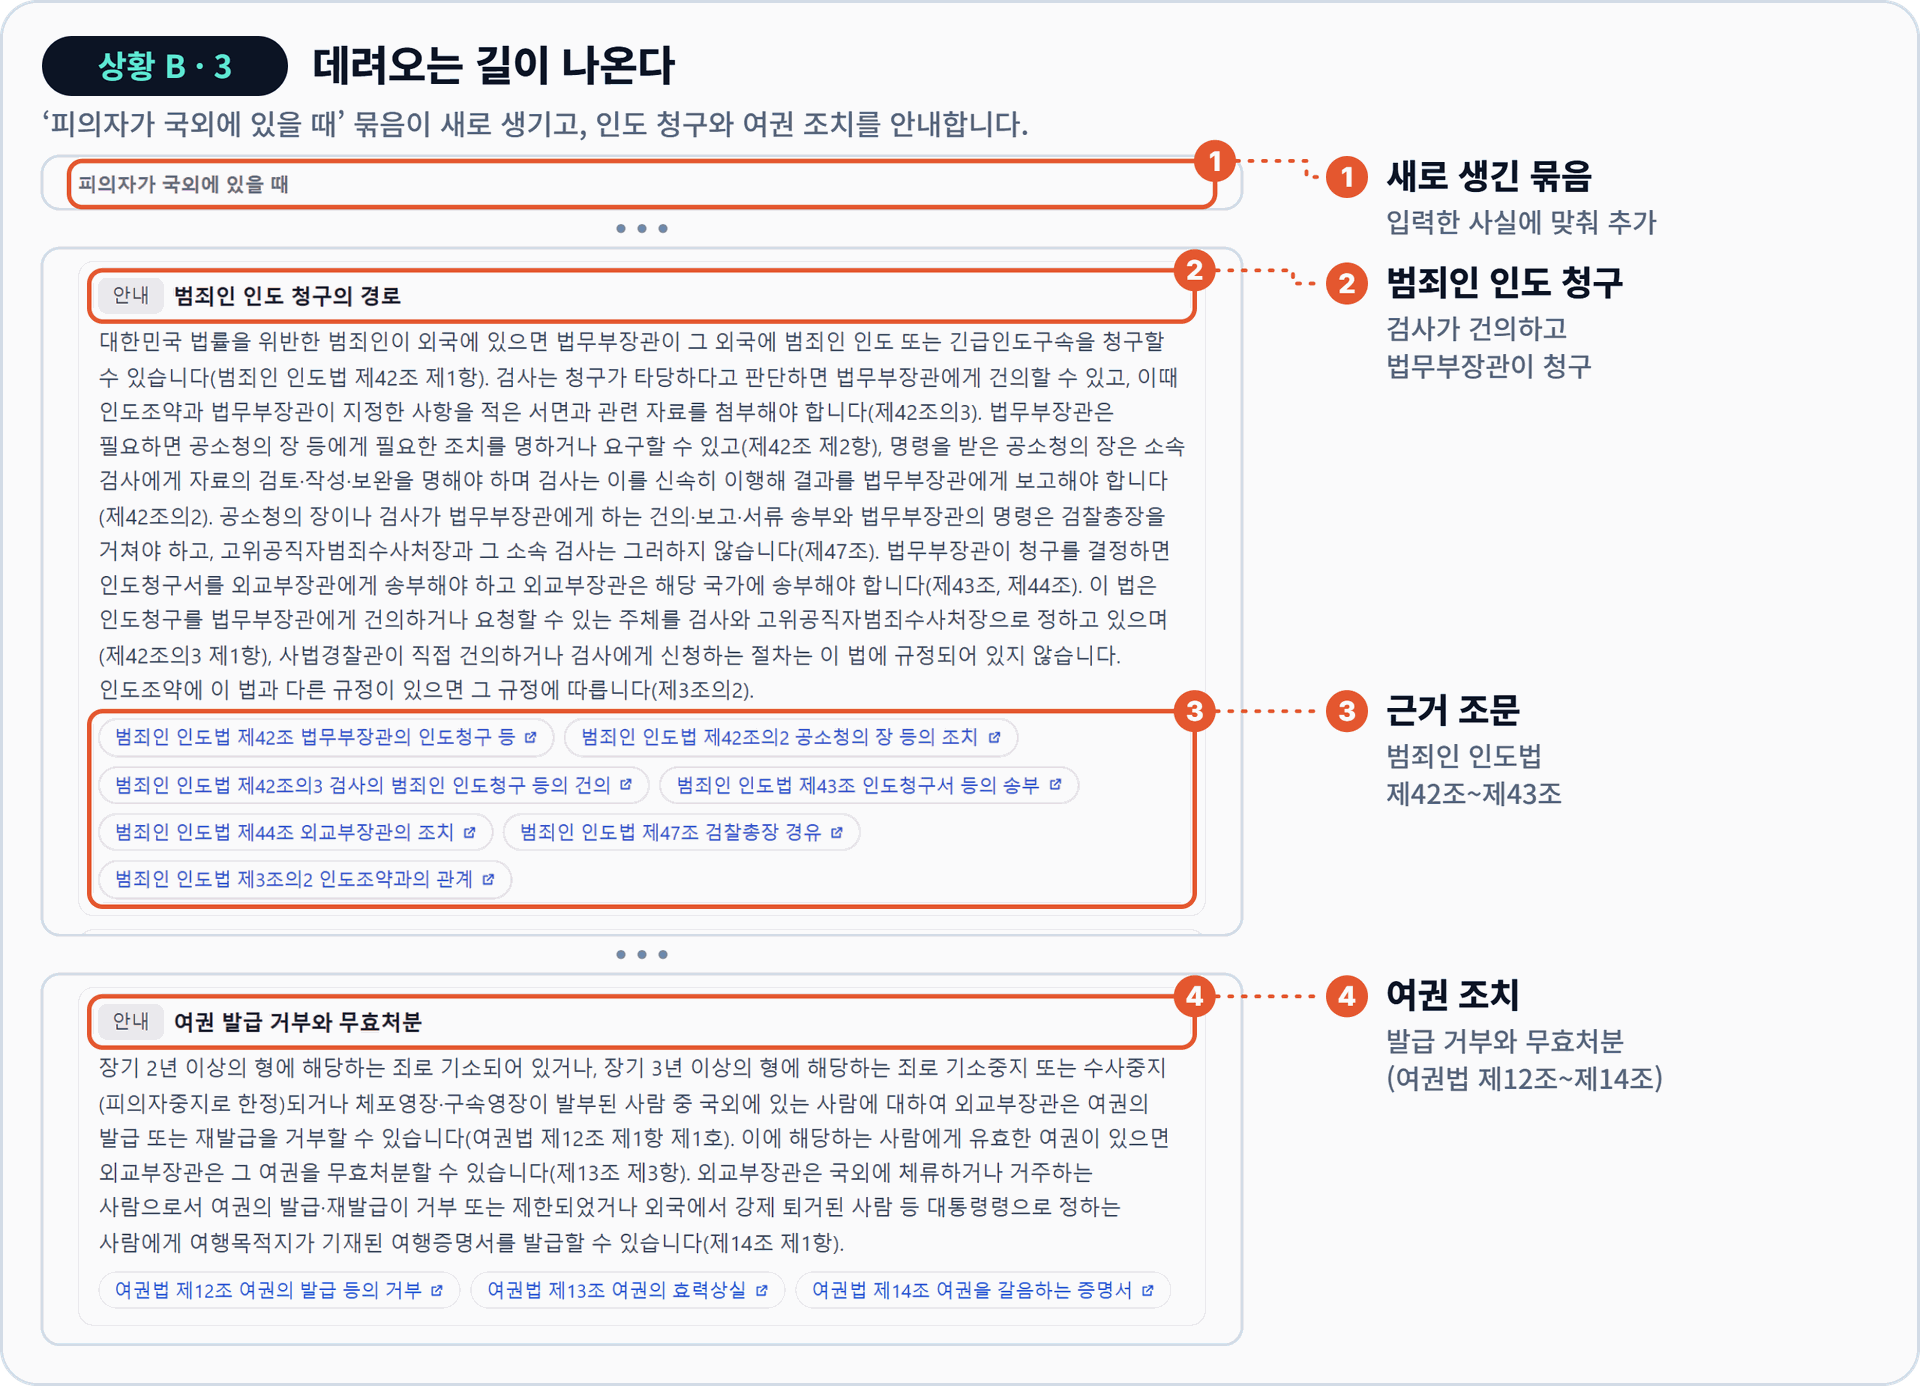 상황 B · 3
데려오는 길이 나온다
‘피의자가 국외에 있을 때’ 묶음이 새로 생기고, 인도 청구와 여권 조치를 안내합니다.
피의자가 국외에 있을 때
1
1 새로 생긴 묶음
입력한 사실에 맞춰 추가
안내 범죄인 인도 청구의 경로
2
2 범죄인 인도 청구
검사가 건의하고
법무부장관이 청구
대한민국 법률을 위반한 범죄인이 외국에 있으면 법무부장관이 그 외국에 범죄인 인도 또는 긴급인도구속을 청구할
수 있습니다(범죄인 인도법 제42조 제1항). 검사는 청구가 타당하다고 판단하면 법무부장관에게 건의할 수 있고, 이때
인도조약과 법무부장관이 지정한 사항을 적은 서면과 관련 자료를 첨부해야 합니다(제42조의3). 법무부장관은
필요하면 공소청의 장 등에게 필요한 조치를 명하거나 요구할 수 있고(제42조 제2항), 명령을 받은 공소청의 장은 소속
검사에게 자료의 검토·작성·보완을 명해야 하며 검사는 이를 신속히 이행해 결과를 법무부장관에게 보고해야 합니다
(제42조의2). 공소청의 장이나 검사가 법무부장관에게 하는 건의·보고·서류 송부와 법무부장관의 명령은 검찰총장을
거쳐야 하고, 고위공직자범죄수사처장과 그 소속 검사는 그러하지 않습니다(제47조). 법무부장관이 청구를 결정하면
인도청구서를 외교부장관에게 송부해야 하고 외교부장관은 해당 국가에 송부해야 합니다(제43조, 제44조). 이 법은
인도청구를 법무부장관에게 건의하거나 요청할 수 있는 주체를 검사와 고위공직자범죄수사처장으로 정하고 있으며
(제42조의3 제1항), 사법경찰관이 직접 건의하거나 검사에게 신청하는 절차는 이 법에 규정되어 있지 않습니다.
인도조약에 이 법과 다른 규정이 있으면 그 규정에 따릅니다(제3조의2).
3
3 근거 조문
범죄인 인도법
제42조~제43조
범죄인 인도법 제42조 법무부장관의 인도청구 등
범죄인 인도법 제42조의2 공소청의 장 등의 조치
범죄인 인도법 제42조의3 검사의 범죄인 인도청구 등의 건의
범죄인 인도법 제43조 인도청구서 등의 송부
범죄인 인도법 제44조 외교부장관의 조치
범죄인 인도법 제47조 검찰총장 경유
범죄인 인도법 제3조의2 인도조약과의 관계
안내 여권 발급 거부와 무효처분
4
4 여권 조치
발급 거부와 무효처분
(여권법 제12조~제14조)
장기 2년 이상의 형에 해당하는 죄로 기소되어 있거나, 장기 3년 이상의 형에 해당하는 죄로 기소중지 또는 수사중지
(피의자중지로 한정)되거나 체포영장·구속영장이 발부된 사람 중 국외에 있는 사람에 대하여 외교부장관은 여권의
발급 또는 재발급을 거부할 수 있습니다(여권법 제12조 제1항 제1호). 이에 해당하는 사람에게 유효한 여권이 있으면
외교부장관은 그 여권을 무효처분할 수 있습니다(제13조 제3항). 외교부장관은 국외에 체류하거나 거주하는
사람으로서 여권의 발급·재발급이 거부 또는 제한되었거나 외국에서 강제 퇴거된 사람 등 대통령령으로 정하는
사람에게 여행목적지가 기재된 여행증명서를 발급할 수 있습니다(제14조 제1항).
여권법 제12조 여권의 발급 등의 거부
여권법 제13조 여권의 효력상실
여권법 제14조 여권을 갈음하는 증명서